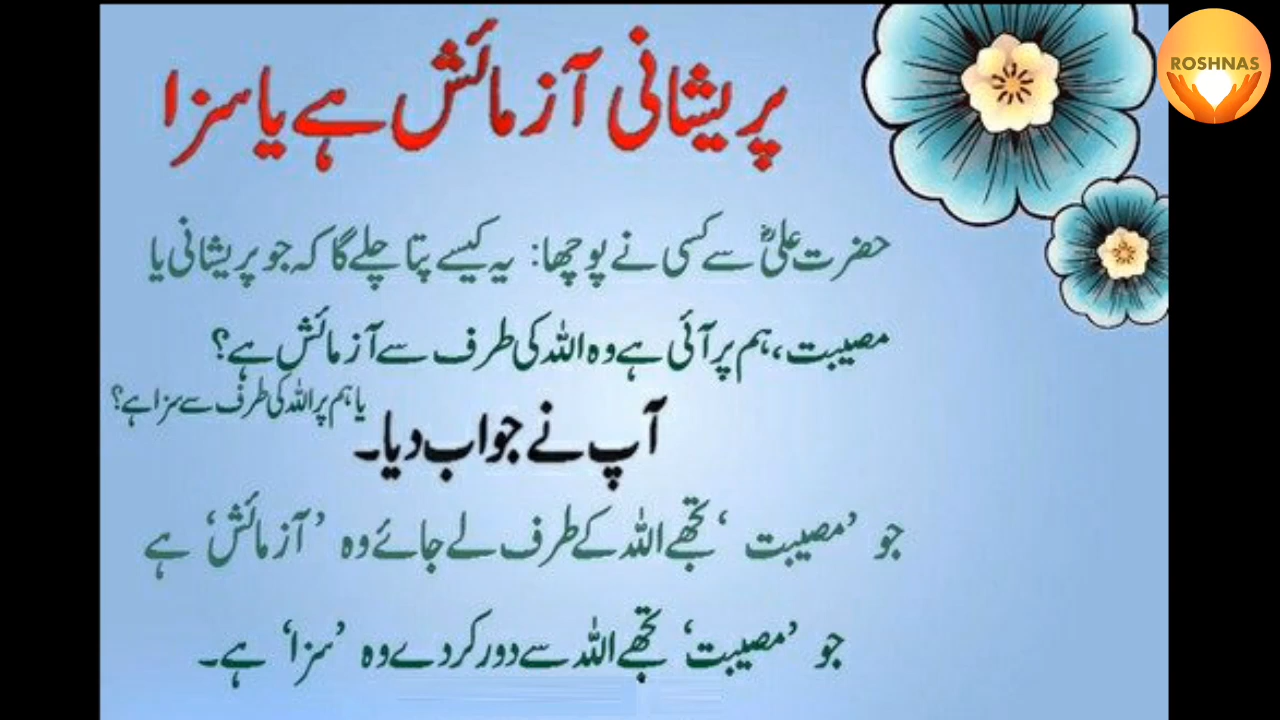 ROSHNAS
پریشانی آزمائش ہے یا سزا
حضرت علیؓ سے کسی نے پوچھا: یہ کیسے پتا چلے گا کہ جو پریشانی یا
مصیبت، ہم پر آئی ہے وہ اللہ کی طرف سے آزمائش ہے؟
یا ہم پر اللہ کی طرف سے سزا ہے؟
آپ نے جواب دیا۔
جو ’مصیبت‘ تجھے اللہ کے طرف لے جائے وہ ’آزمائش‘ ہے
جو ’مصیبت‘ تجھے اللہ سے دور کر دے وہ ’سزا‘ ہے۔